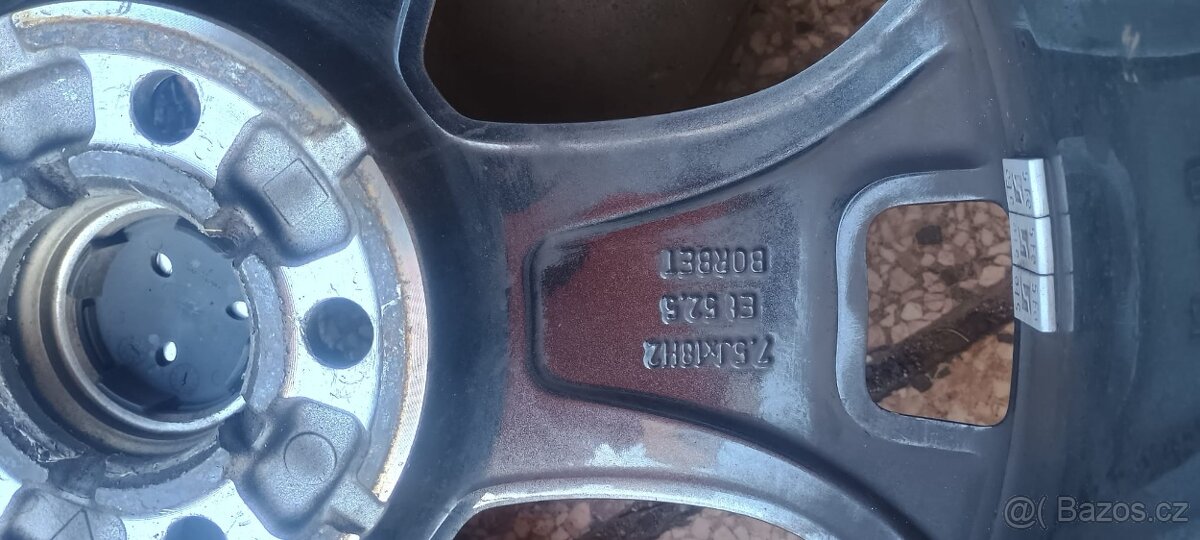 7.5Jx18H2
Et 52,5
BORBET
@( Bazos.cz